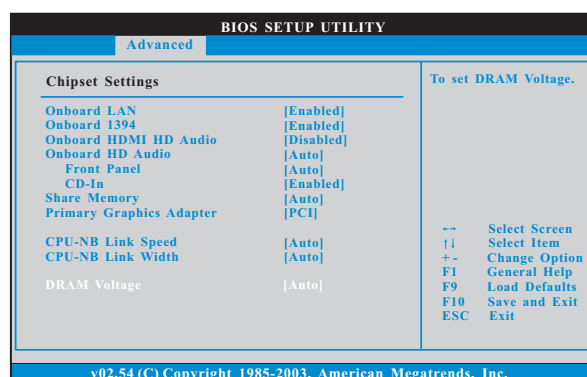 BIOS SETUP UTILITY
Advanced
Chipset Settings
Onboard LAN [Enabled]
Onboard 1394 [Enabled]
Onboard HDMI HD Audio [Disabled]
Onboard HD Audio [Auto]
Front Panel [Auto]
CD-In [Enabled]
Share Memory [Auto]
Primary Graphics Adapter [PCI]
CPU-NB Link Speed [Auto]
CPU-NB Link Width [Auto]
DRAM Voltage [Auto]
To set DRAM Voltage.
←→ Select Screen
↑↓ Select Item
+ - Change Option
F1 General Help
F9 Load Defaults
F10 Save and Exit
ESC Exit
v02.54 (C) Copyright 1985-2003, American Megatrends, Inc.